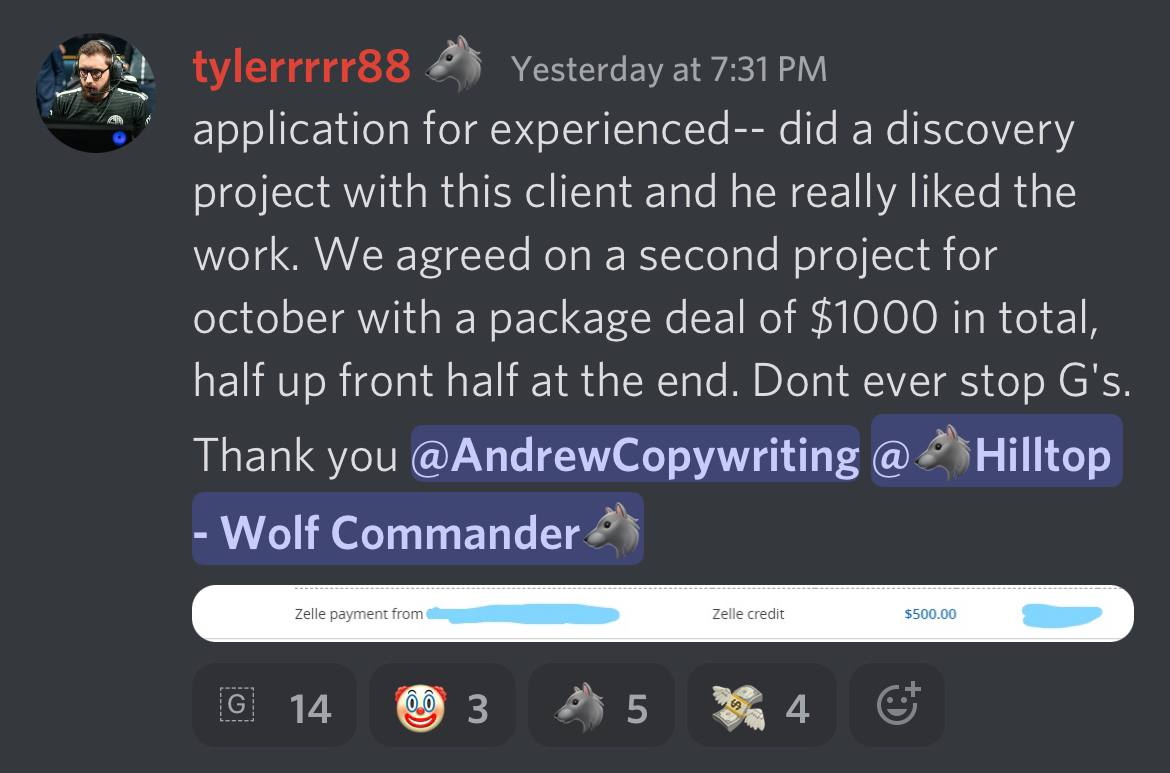 tylerrrrr88 🐺 Yesterday at 7:31 PM
application for experienced-- did a discovery
project with this client and he really liked the
work. We agreed on a second project for
october with a package deal of $1000 in total,
half up front half at the end. Dont ever stop G's.
Thank you @AndrewCopywriting @🐺Hilltop
- Wolf Commander🐺
Zelle payment from Zelle credit $500.00
G 14 🤡 3 🐺 5 💸 4